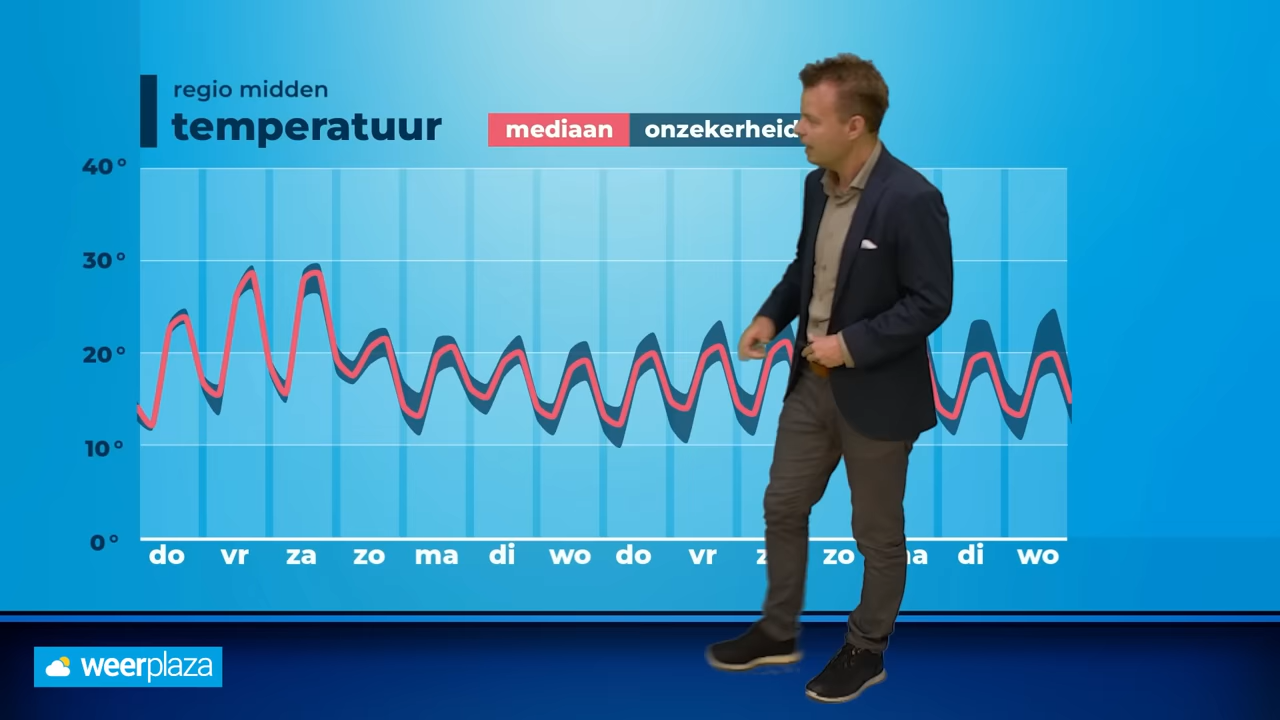 regio midden
temperatuur
mediaan onzekerheid
40°
30°
20°
10°
0°
do vr za zo ma di wo do vr zo di wo
weerplaza